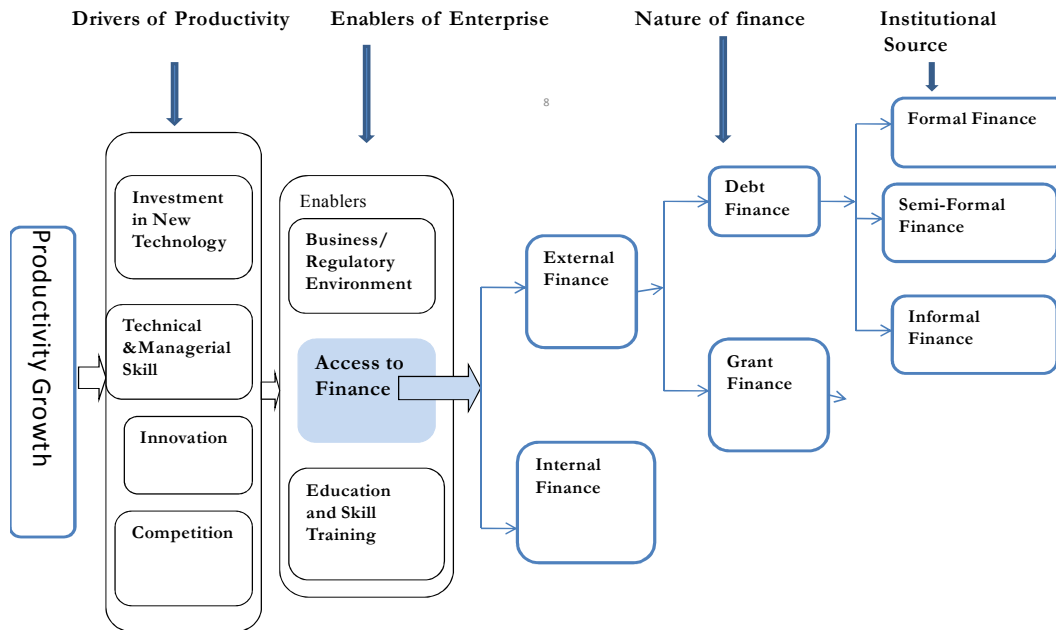 Drivers of Productivity
Enablers of Enterprise
Nature of finance
Institutional
Source
8
Productivity Growth
Investment
in New
Technology
Technical
&Managerial
Skill
Innovation
Competition
Enablers
Business/
Regulatory
Environment
Access to
Finance
Education
and Skill
Training
External
Finance
Internal
Finance
Debt
Finance
Grant
Finance
Formal Finance
Semi-Formal
Finance
Informal
Finance